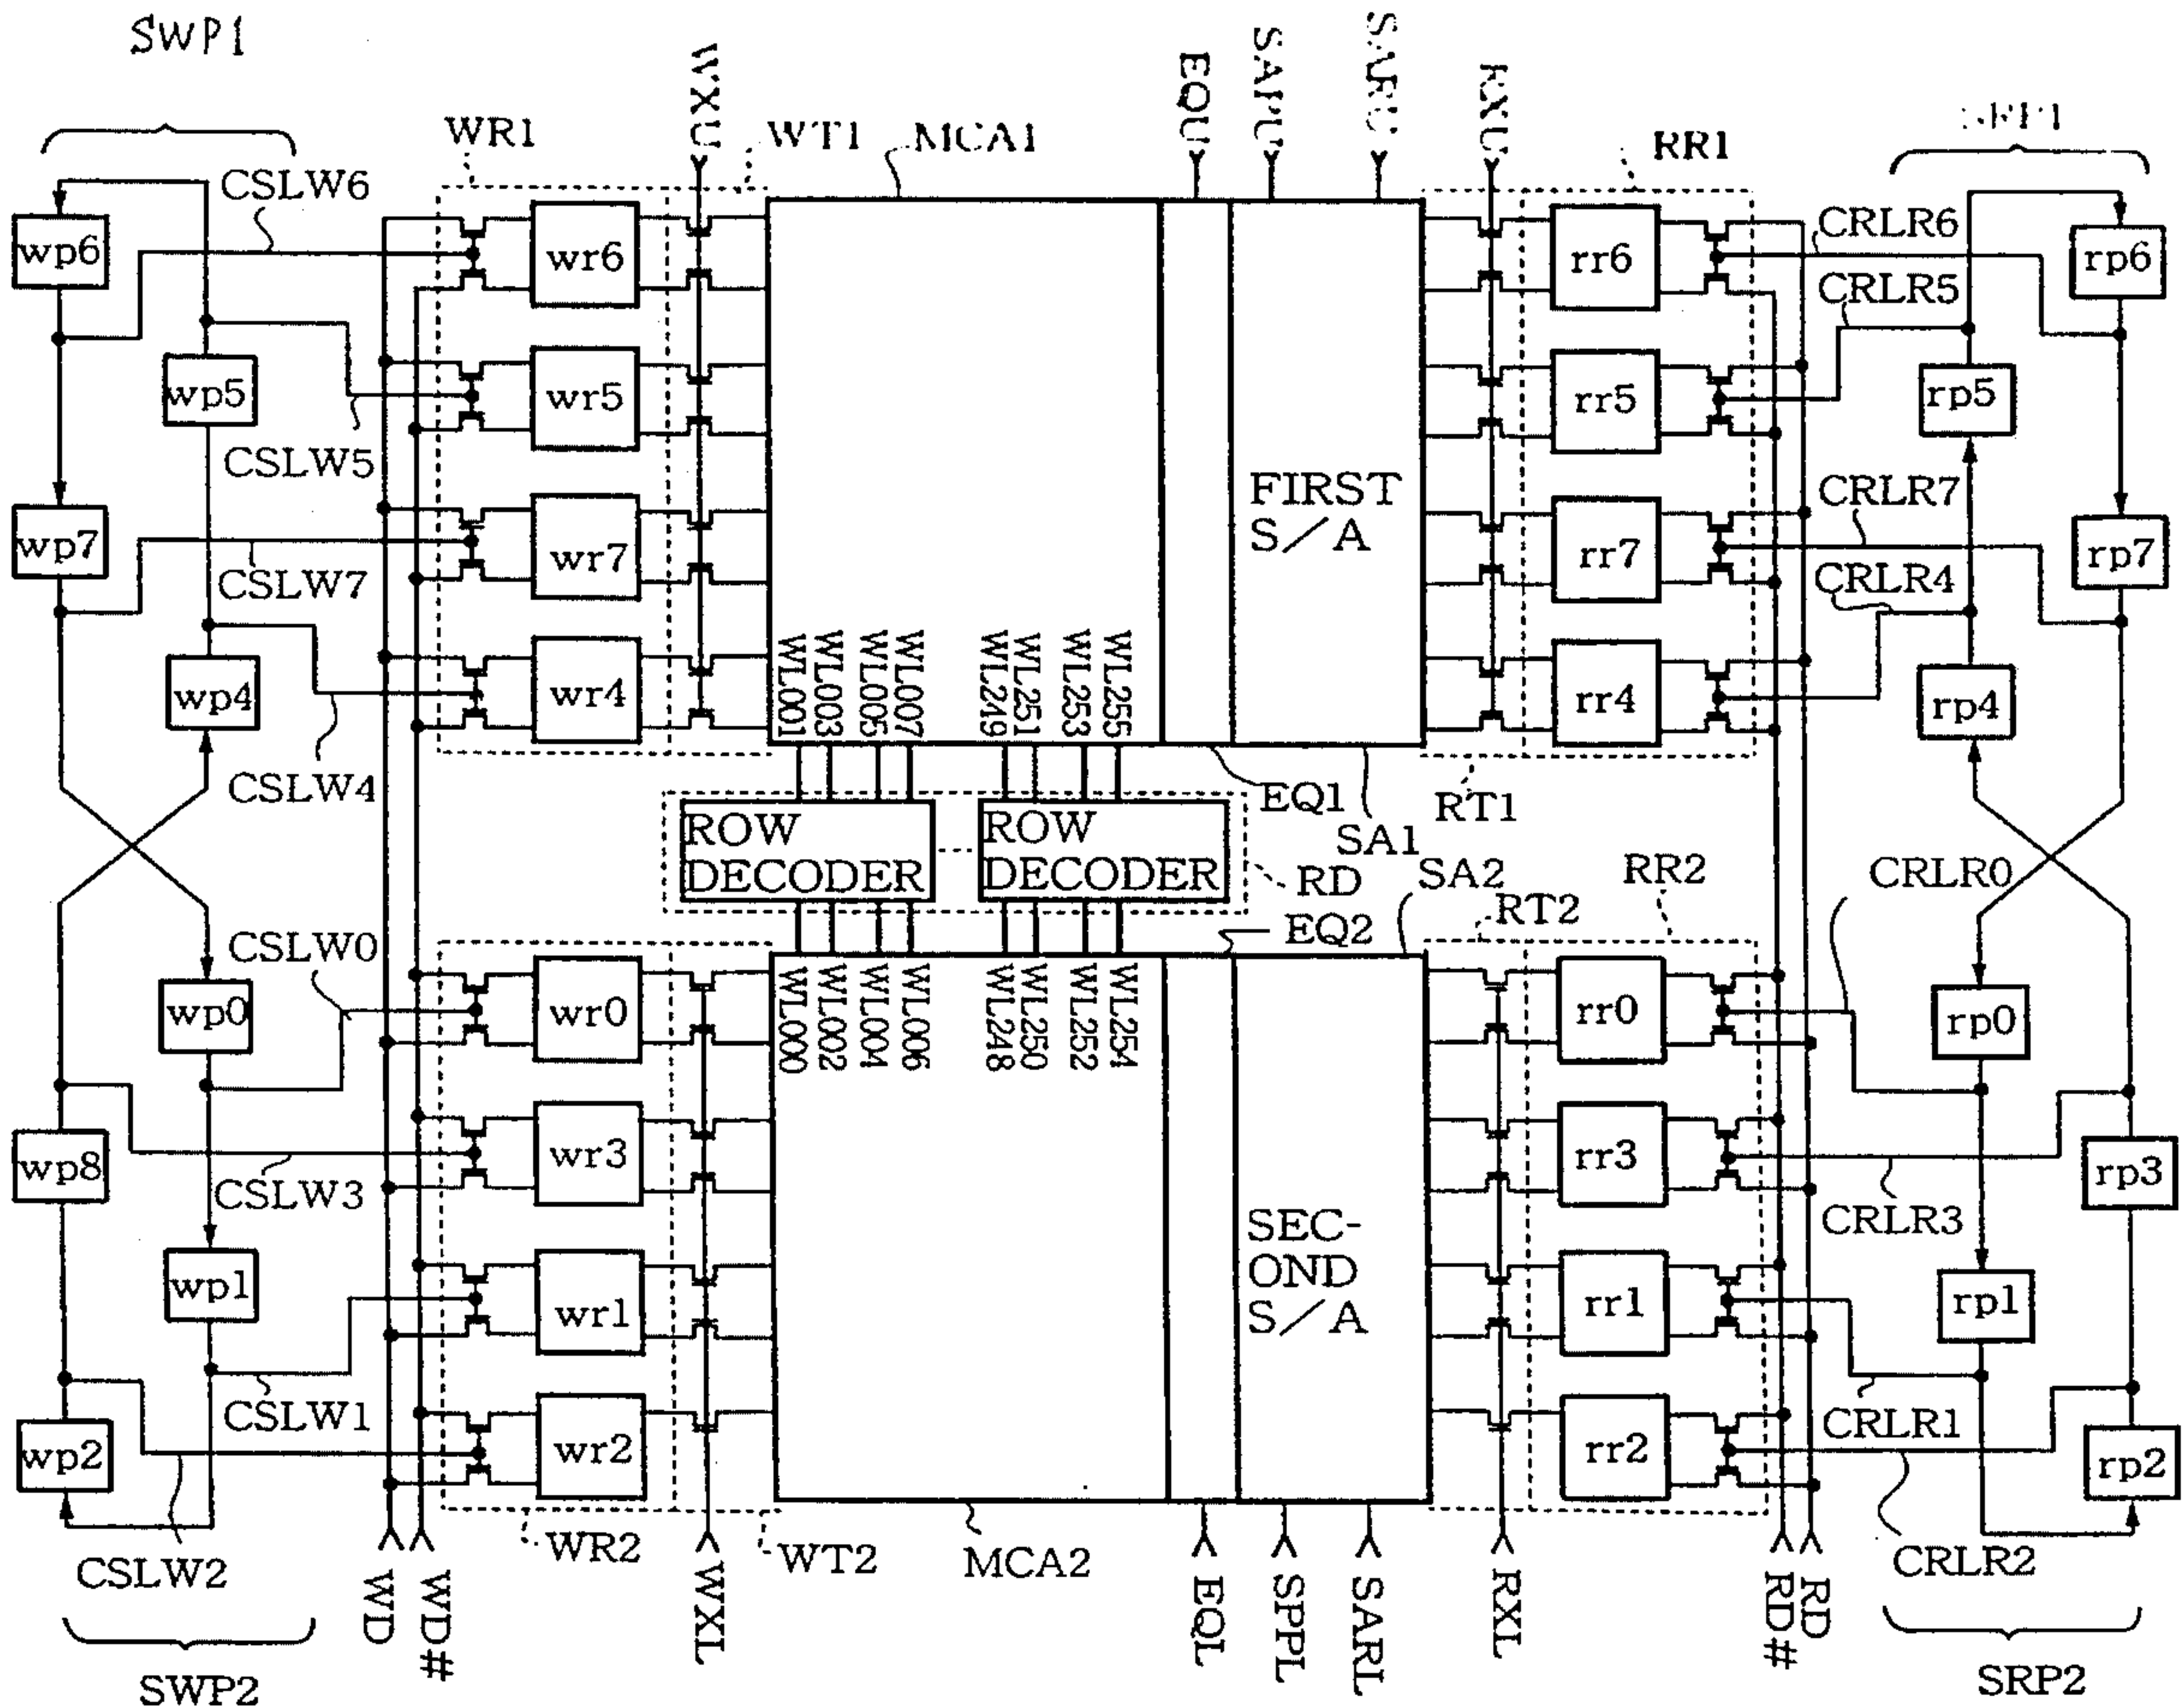 SWP1
WXU
EQU
SAPU
SARU
RXU
WR1
WT1
MCA1
RR1
CSLW6
CRLR6
wp6
wr6
rr6
rp6
CRLR5
wp5
wr5
rr5
rp5
CSLW5
FIRST
S/A
CRLR7
wp7
wr7
rr7
rp7
CSLW7
CRLR4
wp4
wr4
rr4
rp4
WL001
WL003
WL005
WL007
WL249
WL251
WL253
WL255
CSLW4
EQ1
RT1
SA1
ROW
DECODER
ROW
DECODER
RD
SA2
RR2
CRLR0
RT2
EQ2
CSLW0
wp0
wr0
WL000
WL002
WL004
WL006
WL248
WL250
WL252
WL254
rr0
rp0
wp8
wr3
rr3
rp3
CSLW3
CRLR3
SEC-
OND
S/A
wp1
wr1
rr1
rp1
CSLW1
CRLR1
wp2
wr2
rr2
rp2
CSLW2
WR2
WT2
MCA2
CRLR2
WD
WD#
WXL
EQL
SPPL
SARL
RXL
RD#
RD
SWP2
SRP2